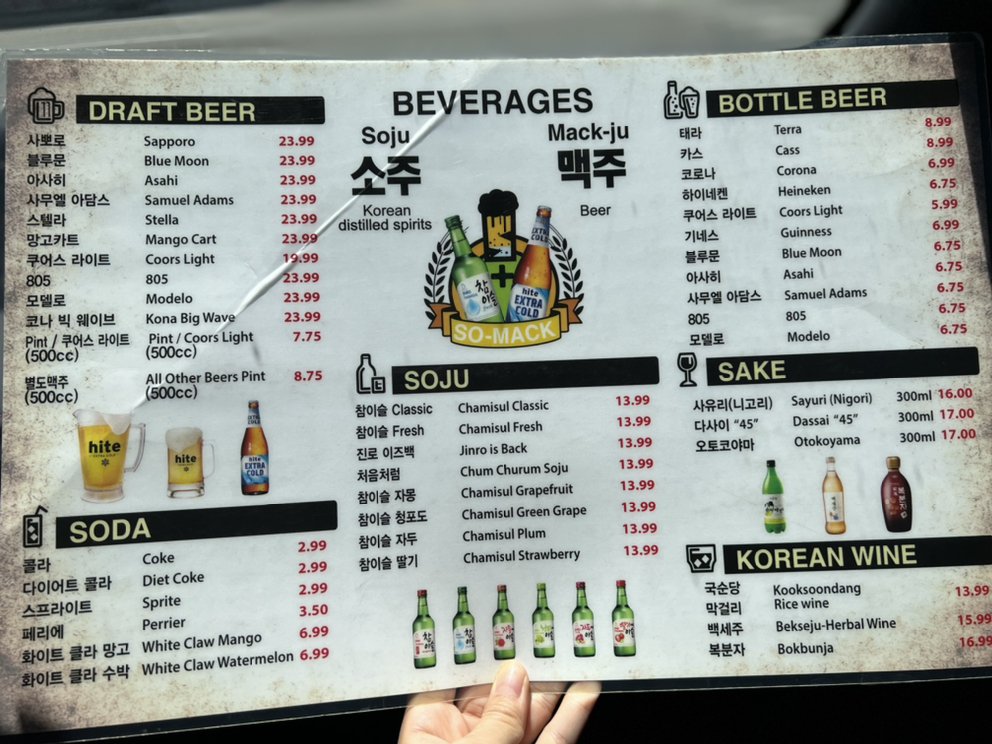 DRAFT BEER
사뽀로 Sapporo 23.99
블루문 Blue Moon 23.99
아사히 Asahi 23.99
사무엘 아담스 Samuel Adams 23.99
스텔라 Stella 23.99
망고카트 Mango Cart 23.99
쿠어스 라이트 Coors Light 19.99
805 805 23.99
모델로 Modelo 23.99
코나 빅 웨이브 Kona Big Wave 23.99
Pint / 쿠어스 라이트 Pint / Coors Light 7.75
(500cc) (500cc)
별도맥주 All Other Beers Pint 8.75
(500cc) (500cc)
hite
hite
hite
EXTRA
COLD
SODA
콜라 Coke 2.99
다이어트 콜라 Diet Coke 2.99
스프라이트 Sprite 2.99
페리에 Perrier 3.50
화이트 클라 망고 White Claw Mango 6.99
화이트 클라 수박 White Claw Watermelon 6.99
BEVERAGES
Soju Mack-ju
소주 맥주
Korean Beer
distilled spirits
참
이슬
EXTRA
COLD
hite
EXTRA
COLD
SO-MACK
SOJU
참이슬 Classic Chamisul Classic 13.99
참이슬 Fresh Chamisul Fresh 13.99
진로 이즈백 Jinro is Back 13.99
처음처럼 Chum Churum Soju 13.99
참이슬 자몽 Chamisul Grapefruit 13.99
참이슬 청포도 Chamisul Green Grape 13.99
참이슬 자두 Chamisul Plum 13.99
참이슬 딸기 Chamisul Strawberry 13.99
BOTTLE BEER
태라 Terra 8.99
카스 Cass 8.99
코로나 Corona 6.99
하이네켄 Heineken 6.75
쿠어스 라이트 Coors Light 5.99
기네스 Guinness 6.99
블루문 Blue Moon 6.75
아사히 Asahi 6.75
사무엘 아담스 Samuel Adams 6.75
805 805 6.75
모델로 Modelo 6.75
SAKE
사유리(니고리) Sayuri (Nigori) 300ml 16.00
다사이 “45” Dassai “45” 300ml 17.00
오토코야마 Otokoyama 300ml 17.00
KOREAN WINE
국순당 Kooksoondang 13.99
막걸리 Rice wine
백세주 Bekseju-Herbal Wine 15.99
복분자 Bokbunja 16.99